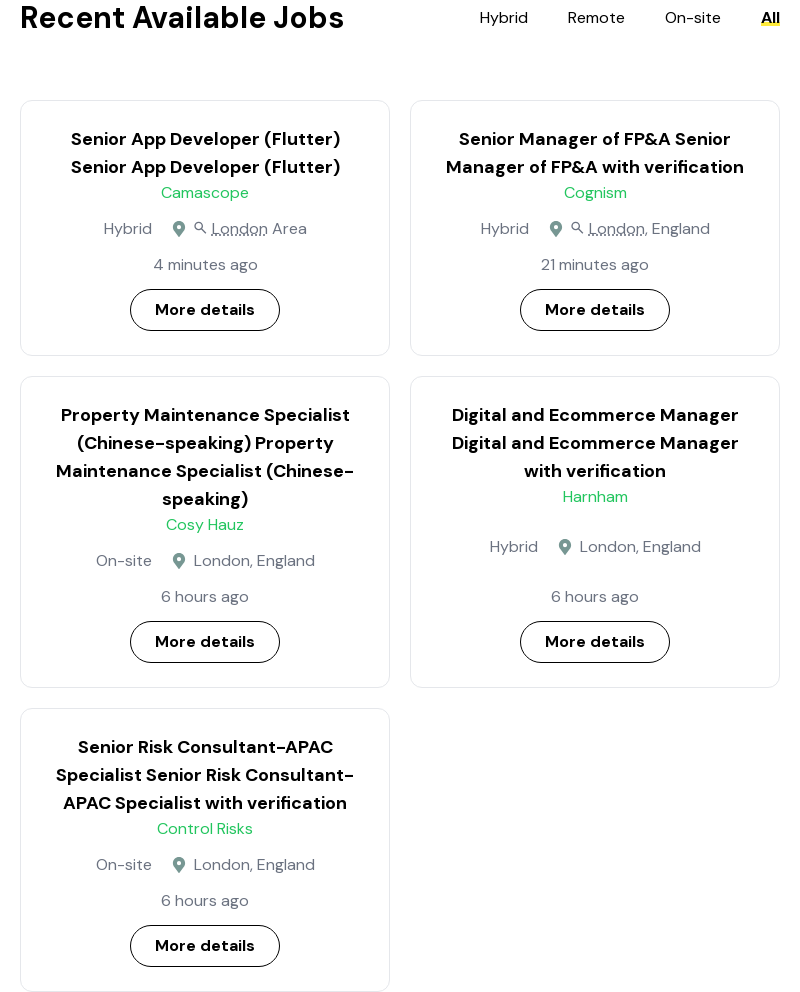 Recent Available Jobs
Hybrid Remote On-site All
Senior App Developer (Flutter)
Senior App Developer (Flutter)
Camascope
Hybrid London Area
4 minutes ago
More details
Senior Manager of FP&A Senior
Manager of FP&A with verification
Cognism
Hybrid London, England
21 minutes ago
More details
Property Maintenance Specialist
(Chinese-speaking) Property
Maintenance Specialist (Chinese-
speaking)
Cosy Hauz
On-site London, England
6 hours ago
More details
Digital and Ecommerce Manager
Digital and Ecommerce Manager
with verification
Harnham
Hybrid London, England
6 hours ago
More details
Senior Risk Consultant-APAC
Specialist Senior Risk Consultant-
APAC Specialist with verification
Control Risks
On-site London, England
6 hours ago
More details